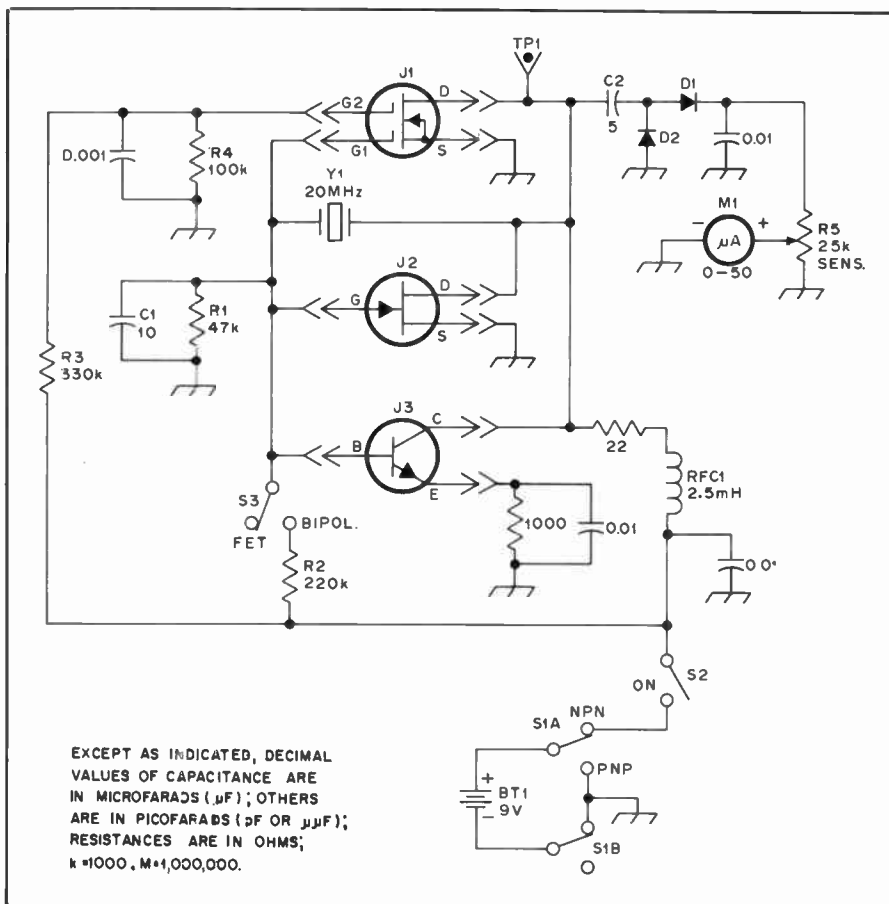 TP1
J1
C2
D1
G2
D
5
D2
0.01
G1
S
D.001
R4
100k
Y1
20MHz
M1
-
+
µA
0-50
R5
25k
SENS.
J2
D
G
S
C1
10
R1
47k
R3
330k
J3
C
B
E
22
RFC1
2.5mH
S3
FET
BIPOL.
1000
0.01
R2
220k
S2
ON
S1A
NPN
PNP
+
BT1
-
9V
S1B
EXCEPT AS INDICATED, DECIMAL
VALUES OF CAPACITANCE ARE
IN MICROFARADS (µF); OTHERS
ARE IN PICOFARADS (pF OR µµF);
RESISTANCES ARE IN OHMS;
k=1000, M=1,000,000.